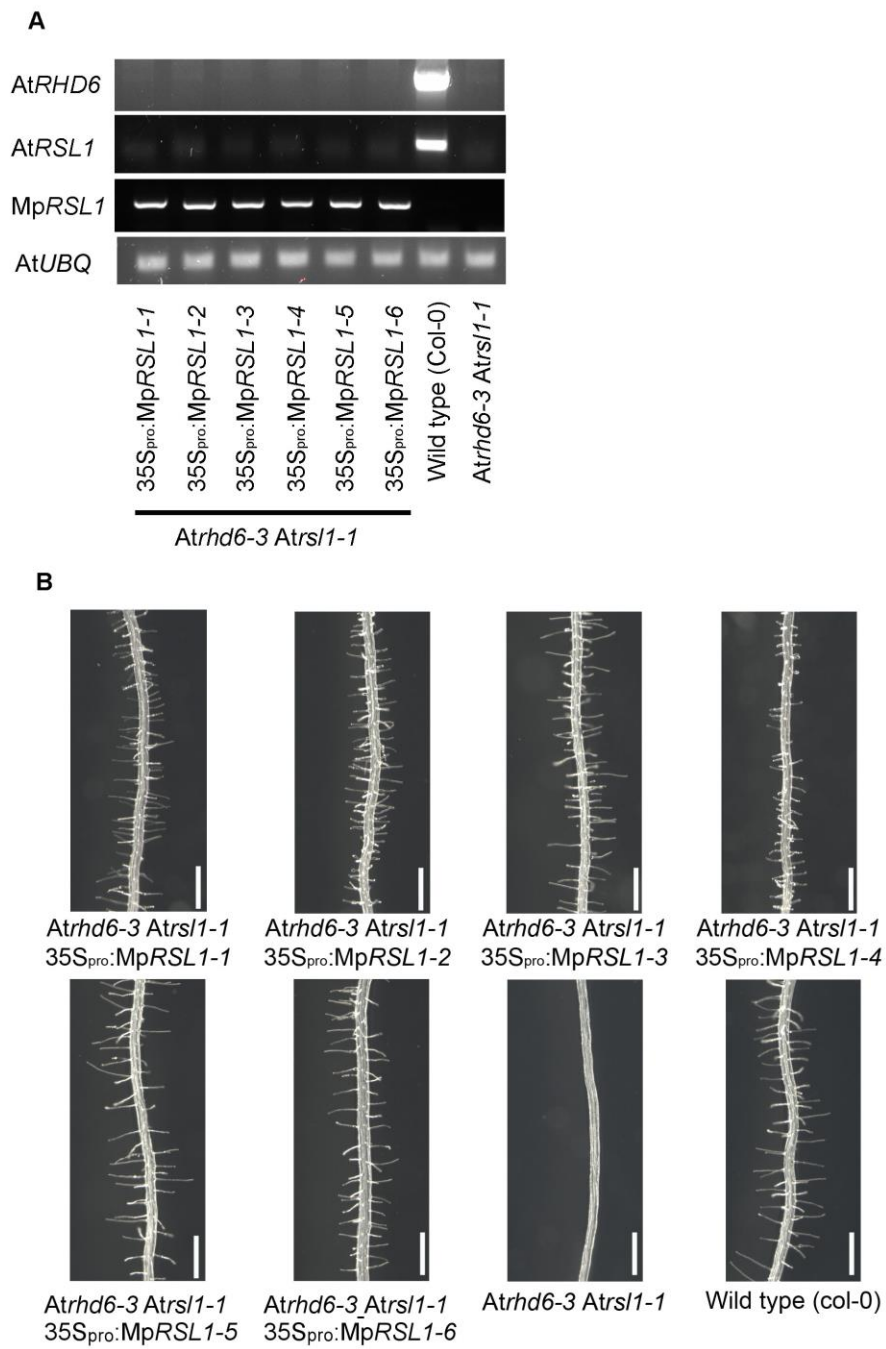 A
AtRHD6
AtRSL1
MpRSL1
AtUBQ
35Spro:MpRSL1-1
35Spro:MpRSL1-2
35Spro:MpRSL1-3
35Spro:MpRSL1-4
35Spro:MpRSL1-5
35Spro:MpRSL1-6
Wild type (Col-0)
Atrhd6-3 Atrsl1-1
Atrhd6-3 Atrsl1-1
B
Atrhd6-3 Atrsl1-1
35Spro:MpRSL1-1
Atrhd6-3 Atrsl1-1
35Spro:MpRSL1-2
Atrhd6-3 Atrsl1-1
35Spro:MpRSL1-3
Atrhd6-3 Atrsl1-1
35Spro:MpRSL1-4
Atrhd6-3 Atrsl1-1
35Spro:MpRSL1-5
Atrhd6-3_Atrsl1-1
35Spro:MpRSL1-6
Atrhd6-3 Atrsl1-1
Wild type (col-0)